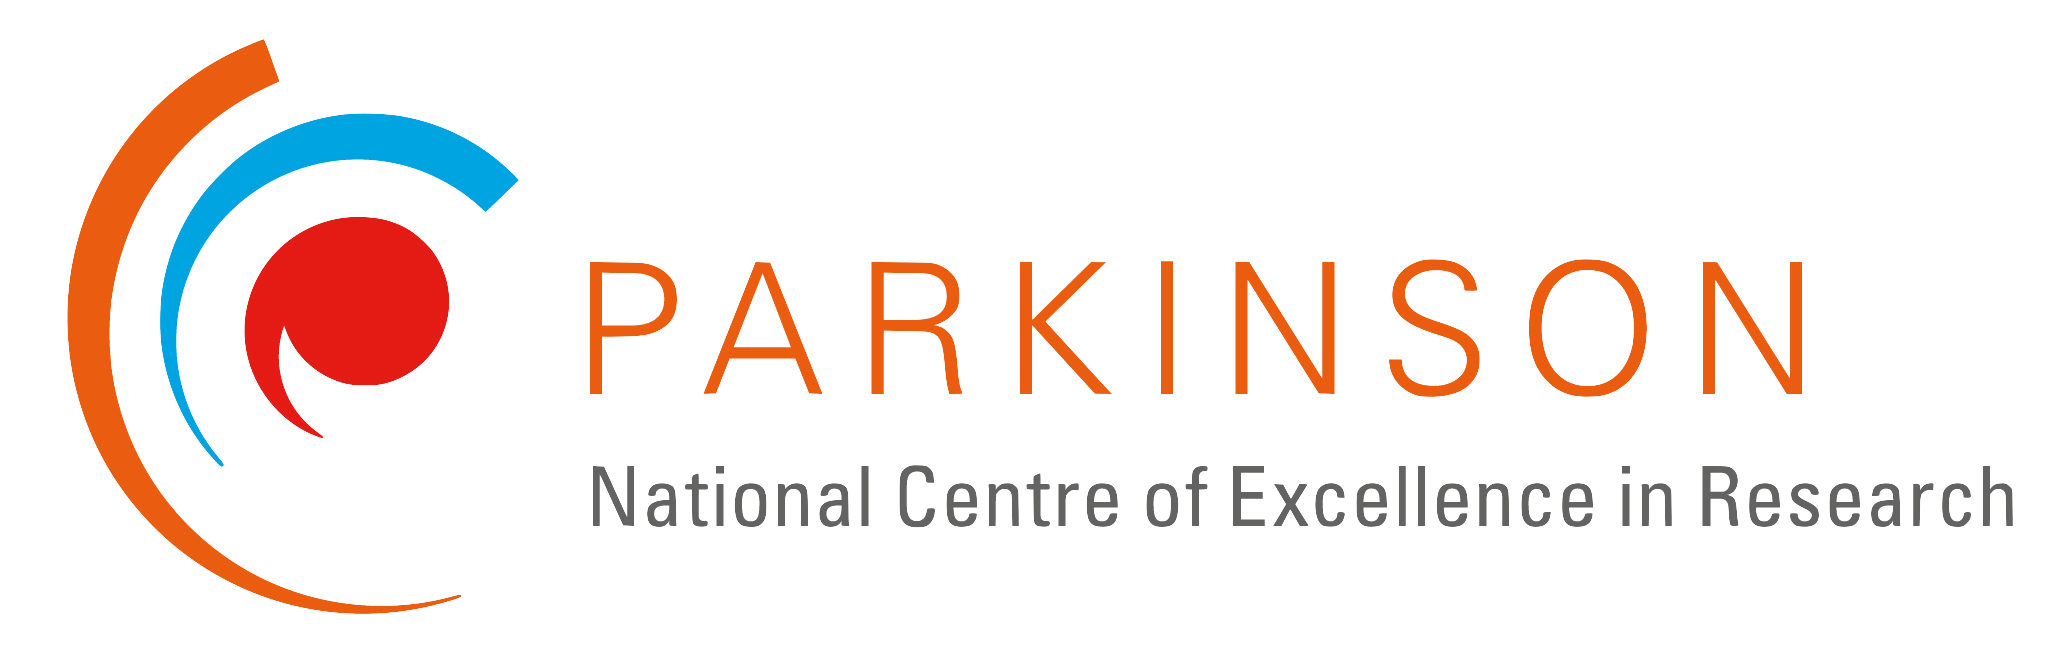 PARKINSON
National Centre of Excellence in Research